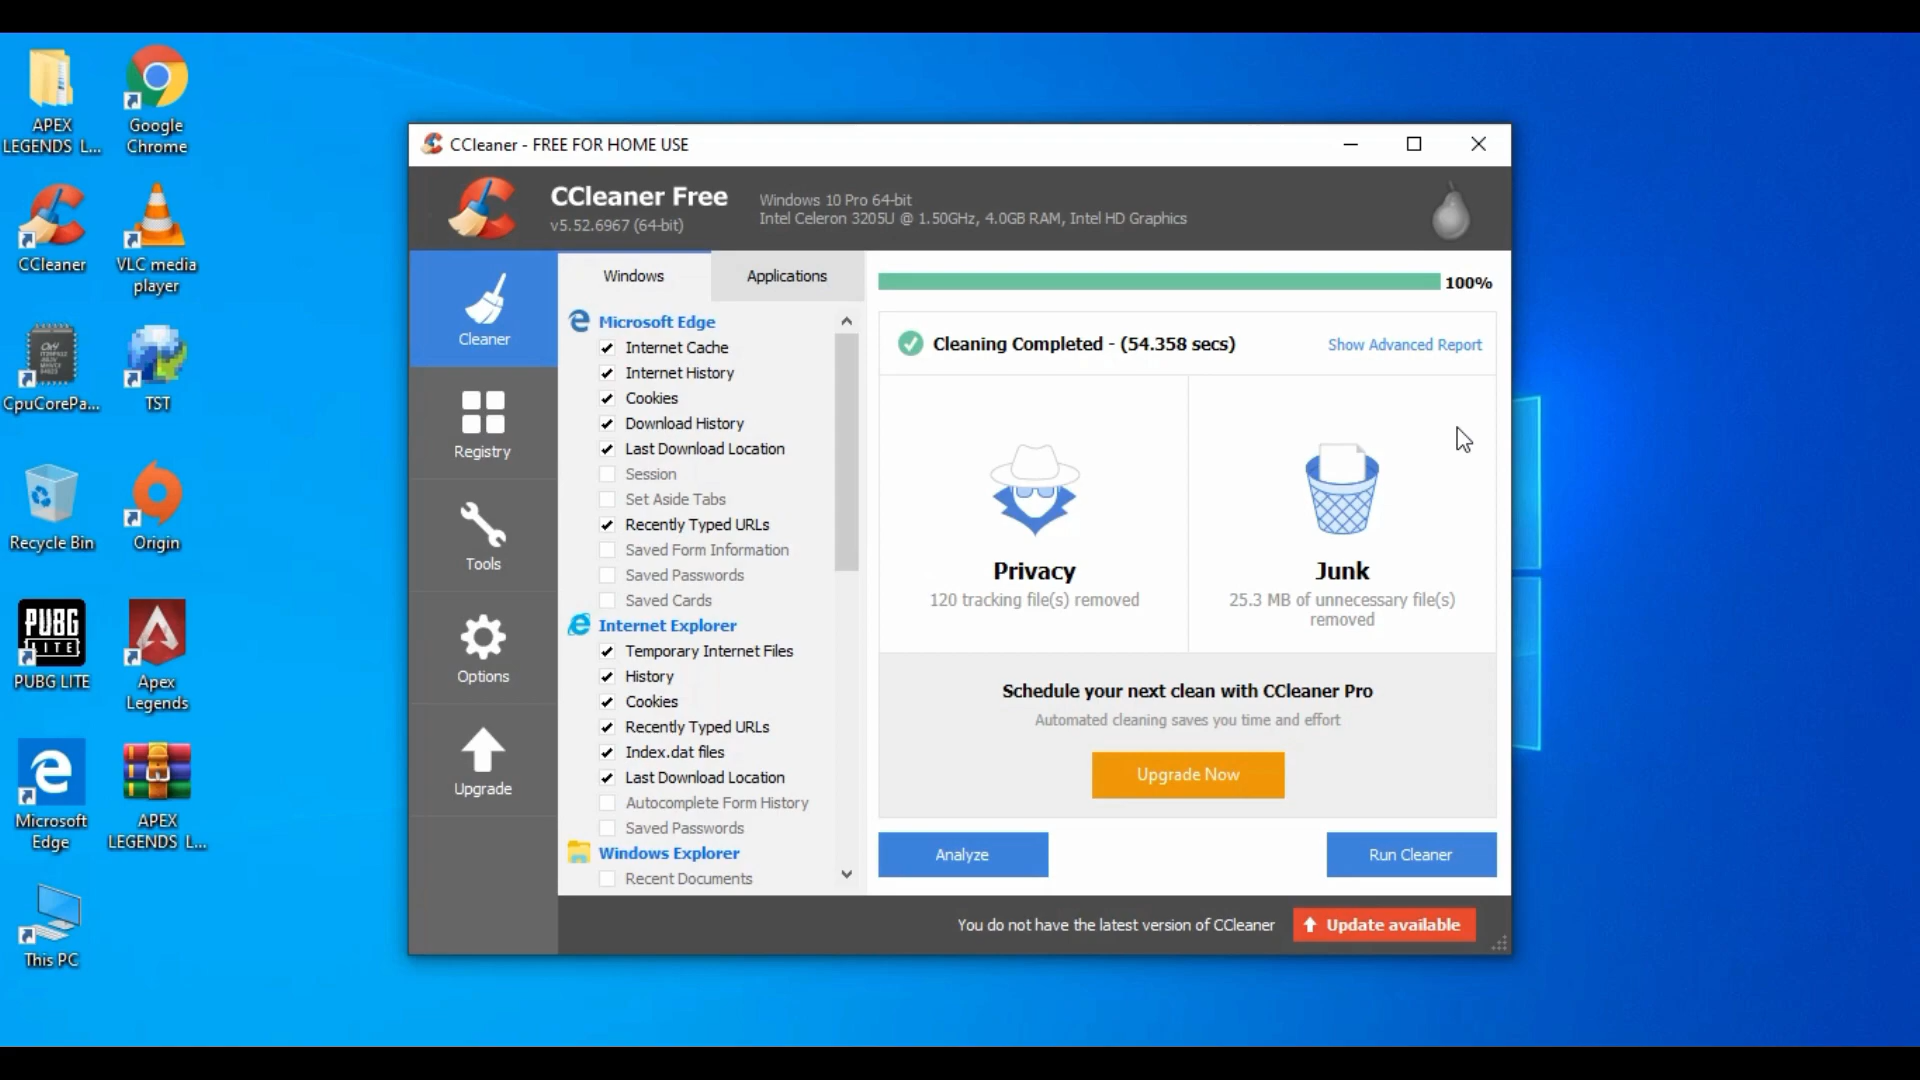 APEX
LEGENDS L...
Google
Chrome
CCleaner
VLC media
player
CpuCorePa...
TST
Recycle Bin
Origin
PUBG
LITE
PUBG LITE
Apex
Legends
Microsoft
Edge
APEX
LEGENDS L...
This PC
CCleaner - FREE FOR HOME USE
CCleaner Free
v5.52.6967 (64-bit)
Windows 10 Pro 64-bit
Intel Celeron 3205U @ 1.50GHz, 4.0GB RAM, Intel HD Graphics
Cleaner
Registry
Tools
Options
Upgrade
Windows
Applications
Microsoft Edge
Internet Cache
Internet History
Cookies
Download History
Last Download Location
Session
Set Aside Tabs
Recently Typed URLs
Saved Form Information
Saved Passwords
Saved Cards
Internet Explorer
Temporary Internet Files
History
Cookies
Recently Typed URLs
Index.dat files
Last Download Location
Autocomplete Form History
Saved Passwords
Windows Explorer
Recent Documents
100%
Cleaning Completed - (54.358 secs)
Show Advanced Report
Privacy
120 tracking file(s) removed
Junk
25.3 MB of unnecessary file(s)
removed
Schedule your next clean with CCleaner Pro
Automated cleaning saves you time and effort
Upgrade Now
Analyze
Run Cleaner
You do not have the latest version of CCleaner
Update available